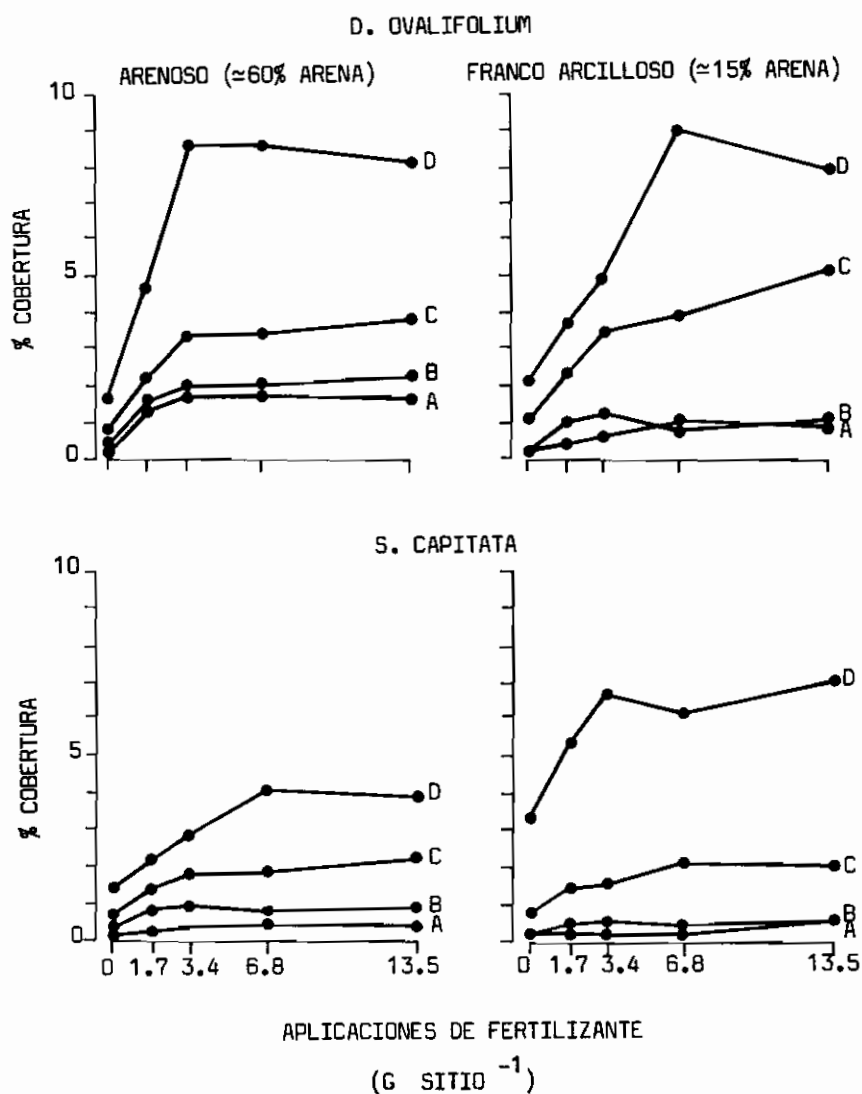 D. OVALIFOLIUM
ARENOSO (≃60% ARENA)
FRANCO ARCILLOSO (≃15% ARENA)
10
5
0
% COBERTURA
D
C
B
A
D
C
B
A
S. CAPITATA
10
5
0
% COBERTURA
D
C
B
A
D
C
B
A
0 1.7 3.4 6.8 13.5
0 1.7 3.4 6.8 13.5
APLICACIONES DE FERTILIZANTE
(G SITIO -1)